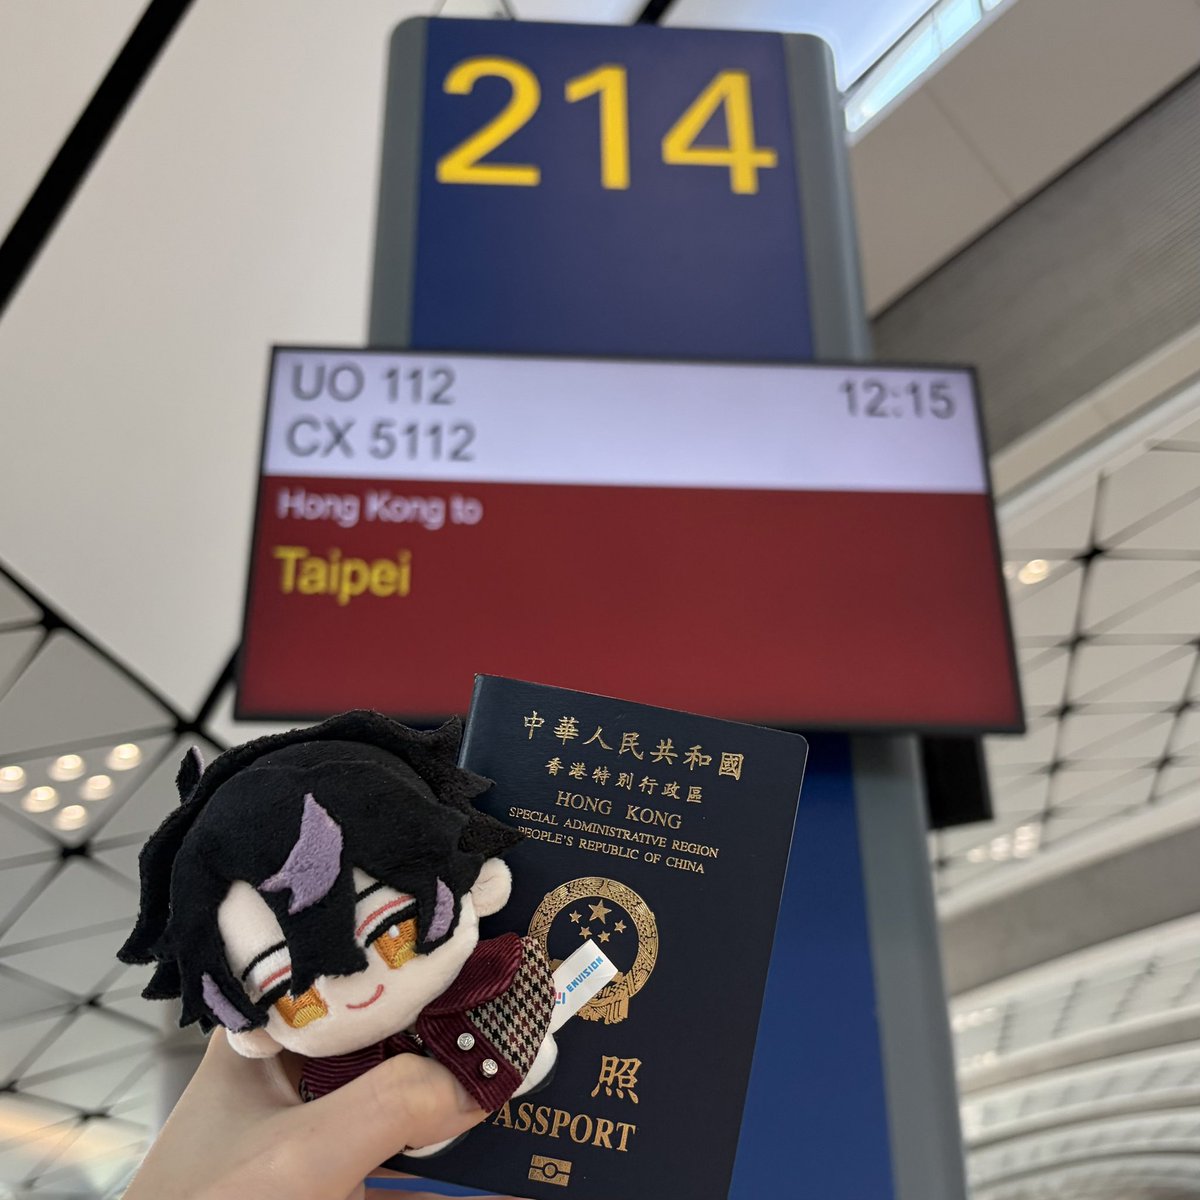 214
UO 112 12:15
CX 5112
Hong Kong to
Taipei
中華人民共和國
香港特別行政區
HONG KONG
SPECIAL ADMINISTRATIVE REGION
PEOPLE'S REPUBLIC OF CHINA
ENVISION
照
PASSPORT